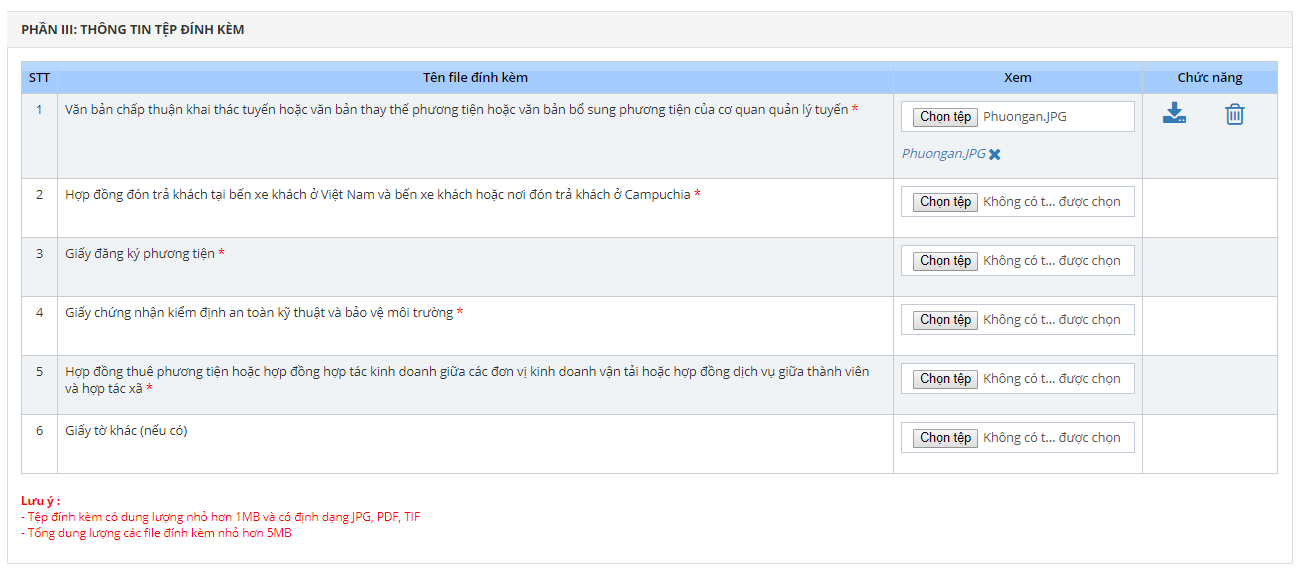 PHẦN III: THÔNG TIN TỆP ĐÍNH KÈM
STT Tên file đính kèm Xem Chức năng
1 Văn bản chấp thuận khai thác tuyến hoặc văn bản thay thế phương tiện hoặc văn bản bổ sung phương tiện của cơ quan quản lý tuyến * Chọn tệp Phuongan.JPG
Phuongan.JPG
2 Hợp đồng đón trả khách tại bến xe khách ở Việt Nam và bến xe khách hoặc nơi đón trả khách ở Campuchia * Chọn tệp Không có t... được chọn
3 Giấy đăng ký phương tiện * Chọn tệp Không có t... được chọn
4 Giấy chứng nhận kiểm định an toàn kỹ thuật và bảo vệ môi trường * Chọn tệp Không có t... được chọn
5 Hợp đồng thuê phương tiện hoặc hợp đồng hợp tác kinh doanh giữa các đơn vị kinh doanh vận tải hoặc hợp đồng dịch vụ giữa thành viên
và hợp tác xã * Chọn tệp Không có t... được chọn
6 Giấy tờ khác (nếu có) Chọn tệp Không có t... được chọn
Lưu ý :
- Tệp đính kèm có dung lượng nhỏ hơn 1MB và có định dạng JPG, PDF, TIF
- Tổng dung lượng các file đính kèm nhỏ hơn 5MB